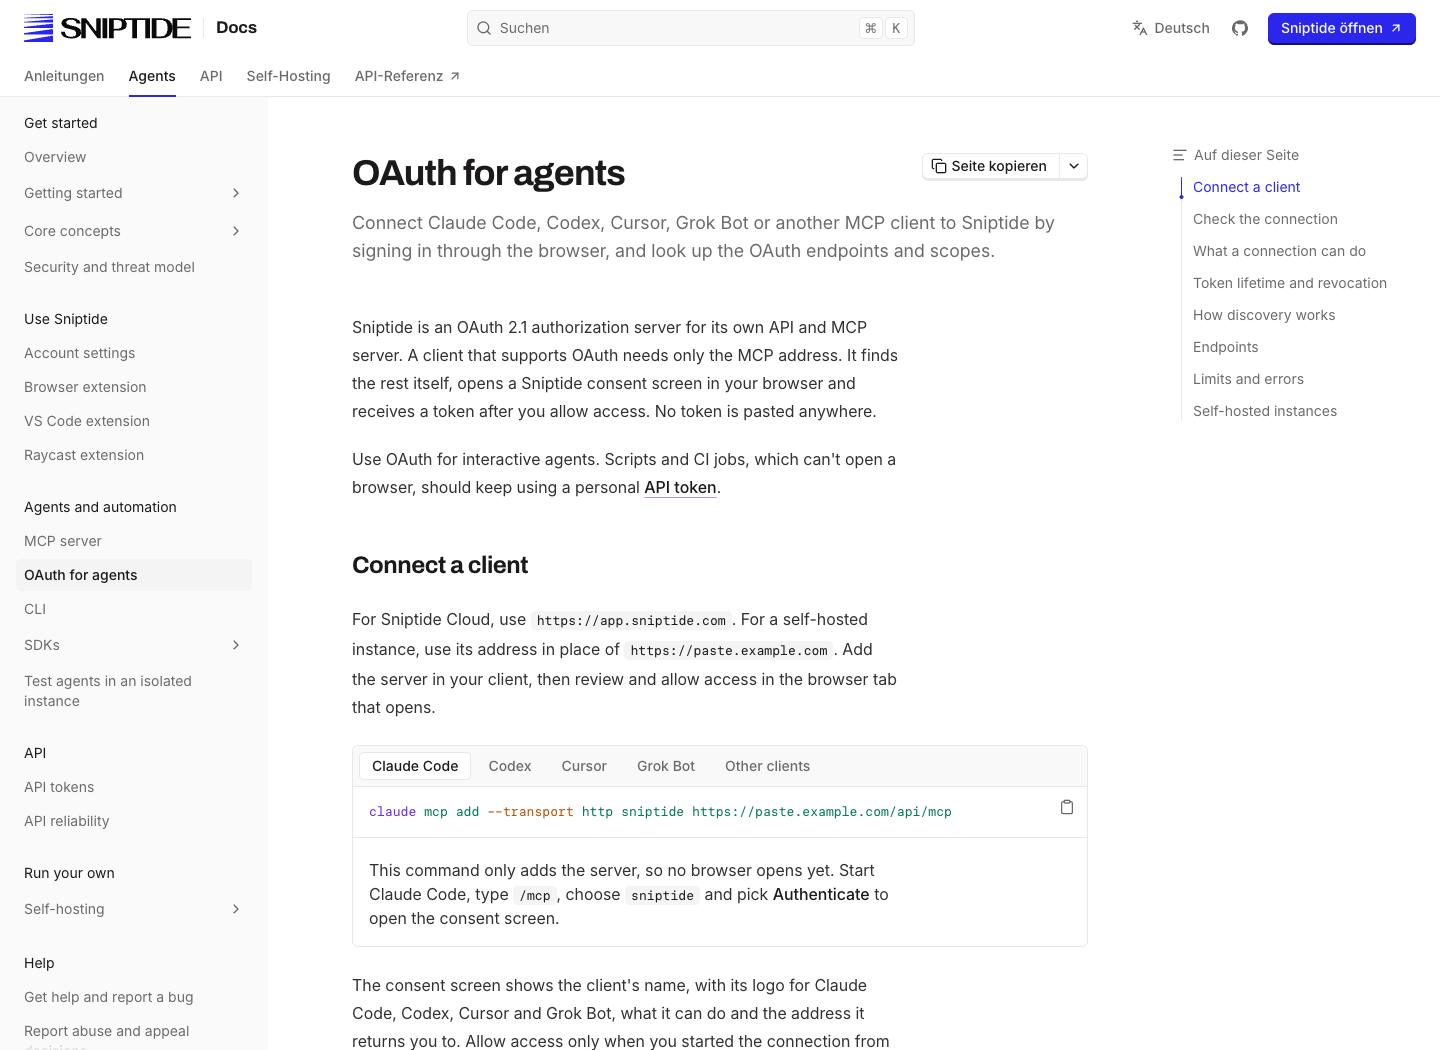 SNIPTIDE Docs
Suchen
⌘ K
Deutsch
Sniptide öffnen
Anleitungen
Agents
API
Self-Hosting
API-Referenz
Get started
Overview
Getting started
Core concepts
Security and threat model
Use Sniptide
Account settings
Browser extension
VS Code extension
Raycast extension
Agents and automation
MCP server
OAuth for agents
CLI
SDKs
Test agents in an isolated
instance
API
API tokens
API reliability
Run your own
Self-hosting
Help
Get help and report a bug
Report abuse and appeal
OAuth for agents
Seite kopieren
Connect Claude Code, Codex, Cursor, Grok Bot or another MCP client to Sniptide by
signing in through the browser, and look up the OAuth endpoints and scopes.
Sniptide is an OAuth 2.1 authorization server for its own API and MCP
server. A client that supports OAuth needs only the MCP address. It finds
the rest itself, opens a Sniptide consent screen in your browser and
receives a token after you allow access. No token is pasted anywhere.
Use OAuth for interactive agents. Scripts and CI jobs, which can't open a
browser, should keep using a personal API token.
Connect a client
For Sniptide Cloud, use https://app.sniptide.com. For a self-hosted
instance, use its address in place of https://paste.example.com. Add
the server in your client, then review and allow access in the browser tab
that opens.
Claude Code
Codex
Cursor
Grok Bot
Other clients
claude mcp add --transport http sniptide https://paste.example.com/api/mcp
This command only adds the server, so no browser opens yet. Start
Claude Code, type /mcp, choose sniptide and pick Authenticate to
open the consent screen.
The consent screen shows the client's name, with its logo for Claude
Code, Codex, Cursor and Grok Bot, what it can do and the address it
returns you to. Allow access only when you started the connection from
Auf dieser Seite
Connect a client
Check the connection
What a connection can do
Token lifetime and revocation
How discovery works
Endpoints
Limits and errors
Self-hosted instances